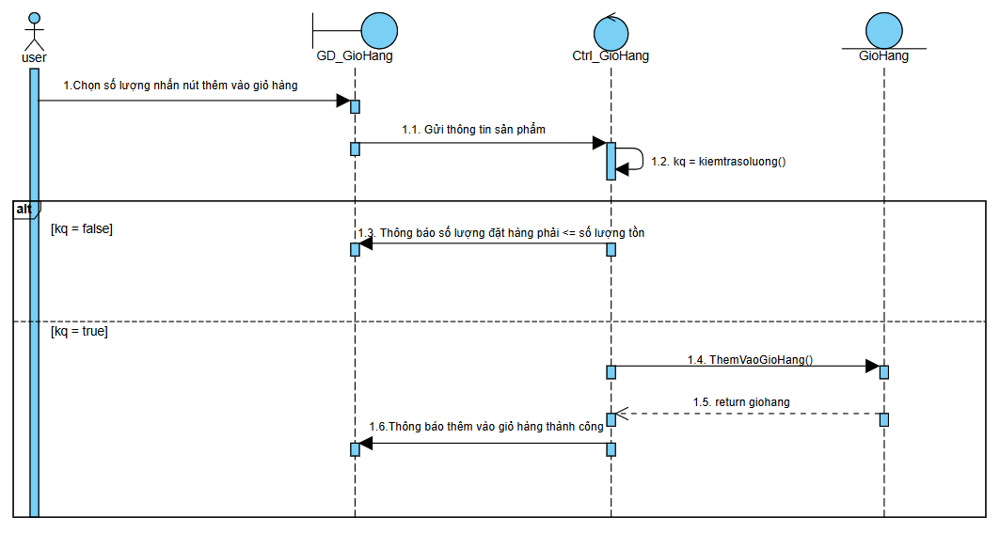 user
GD_GioHang
Ctrl_GioHang
GioHang
1.Chọn số lượng nhấn nút thêm vào giỏ hàng
1.1. Gửi thông tin sản phẩm
1.2. kq = kiemtrasoluong()
alt
[kq = false]
1.3. Thông báo số lượng đặt hàng phải <= số lượng tồn
[kq = true]
1.4. ThemVaoGioHang()
1.5. return giohang
1.6.Thông báo thêm vào giỏ hàng thành công